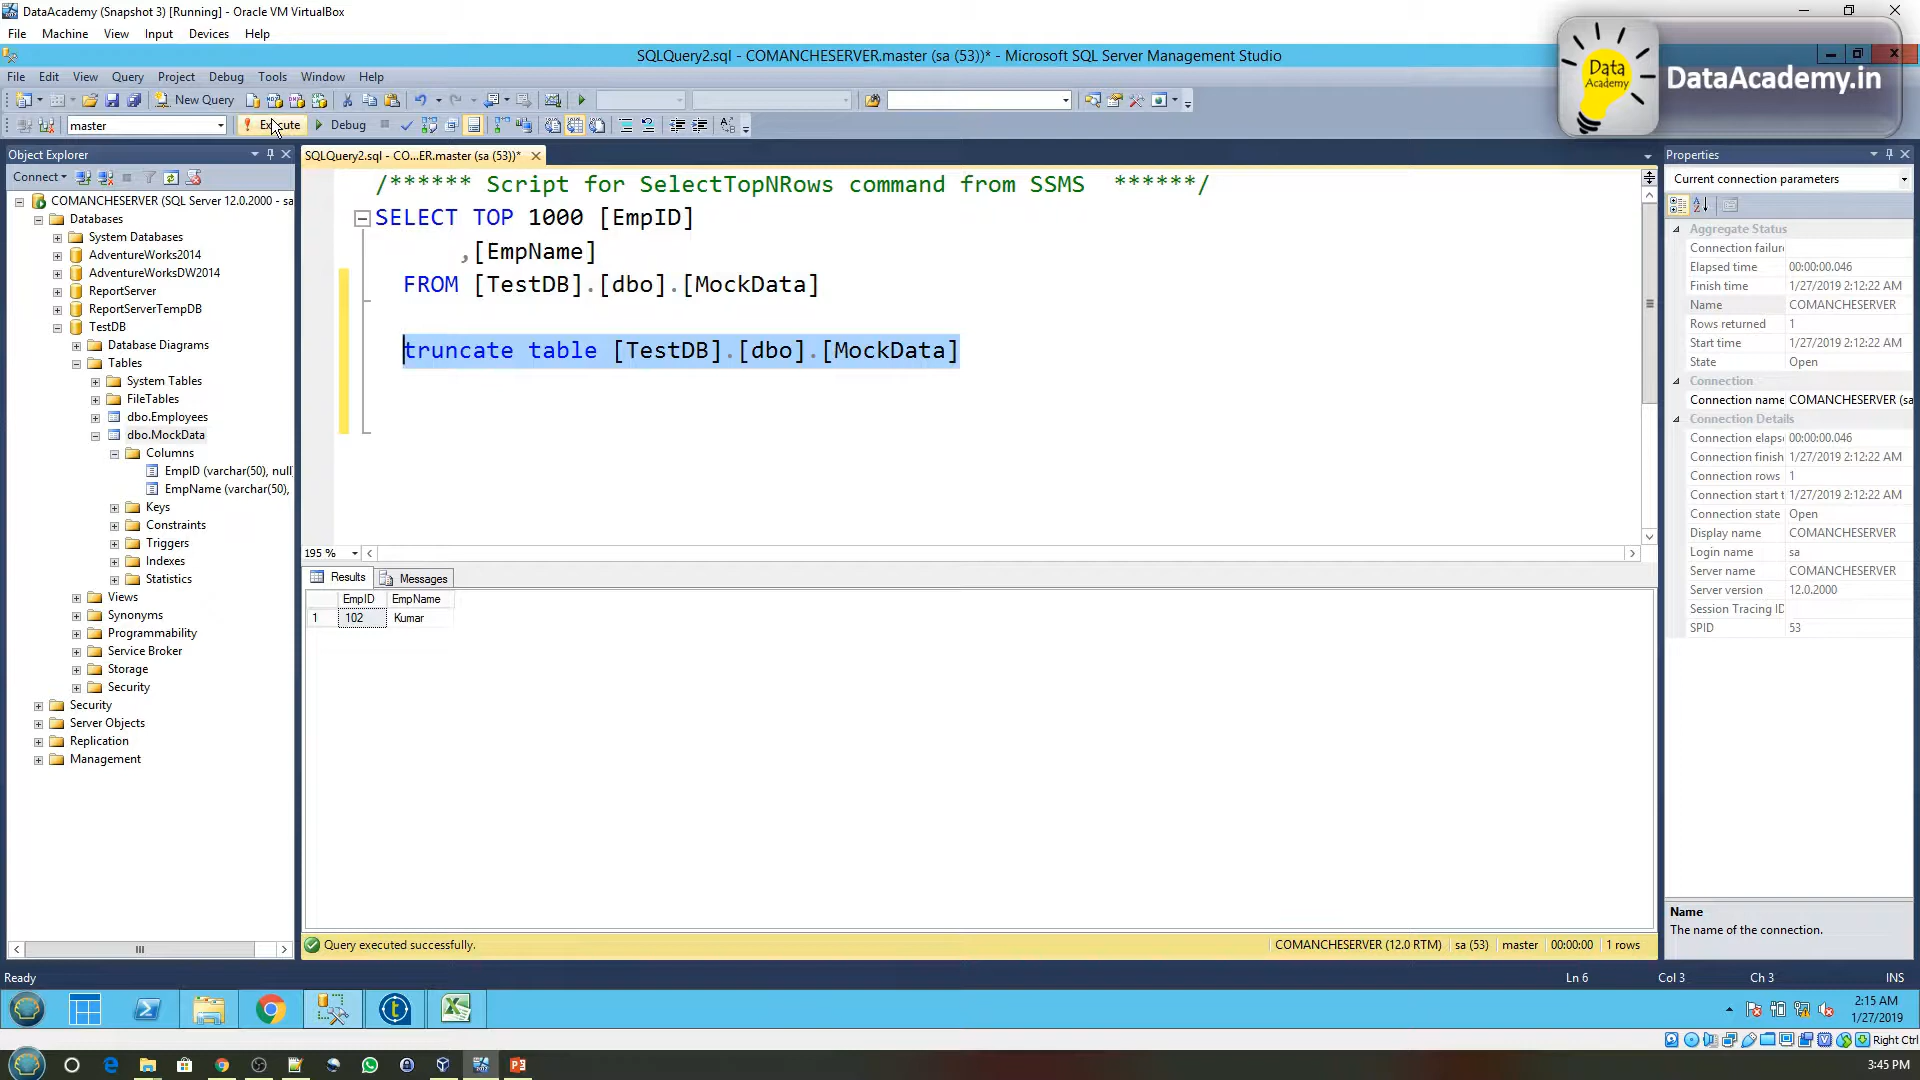 DataAcademy (Snapshot 3) [Running] - Oracle VM VirtualBox
File Machine View Input Devices Help
SQLQuery2.sql - COMANCHESERVER.master (sa (53))* - Microsoft SQL Server Management Studio
Data Academy
DataAcademy.in
File Edit View Query Project Debug Tools Window Help
New Query
master
Execute
Debug
Object Explorer
SQLQuery2.sql - CO...ER.master (sa (53))*
Properties
Connect
Current connection parameters
COMANCHESERVER (SQL Server 12.0.2000 - sa
Databases
System Databases
AdventureWorks2014
AdventureWorksDW2014
ReportServer
ReportServerTempDB
TestDB
Database Diagrams
Tables
System Tables
FileTables
dbo.Employees
dbo.MockData
Columns
EmpID (varchar(50), null
EmpName (varchar(50),
Keys
Constraints
Triggers
Indexes
Statistics
Views
Synonyms
Programmability
Service Broker
Storage
Security
Security
Server Objects
Replication
Management
/****** Script for SelectTopNRows command from SSMS ******/
SELECT TOP 1000 [EmpID]
,[EmpName]
FROM [TestDB].[dbo].[MockData]
truncate table [TestDB].[dbo].[MockData]
195 %
Results Messages
EmpID EmpName
1 102 Kumar
Query executed successfully.
COMANCHESERVER (12.0 RTM) sa (53) master 00:00:00 1 rows
Aggregate Status
Connection failure
Elapsed time 00:00:00.046
Finish time 1/27/2019 2:12:22 AM
Name COMANCHESERVER
Rows returned 1
Start time 1/27/2019 2:12:22 AM
State Open
Connection
Connection name COMANCHESERVER (sa
Connection Details
Connection elaps 00:00:00.046
Connection finish 1/27/2019 2:12:22 AM
Connection rows 1
Connection start t 1/27/2019 2:12:22 AM
Connection state Open
Display name COMANCHESERVER
Login name sa
Server name COMANCHESERVER
Server version 12.0.2000
Session Tracing ID
SPID 53
Name
The name of the connection.
Ready
Ln 6 Col 3 Ch 3 INS
2:15 AM
1/27/2019
Right Ctrl
3:45 PM